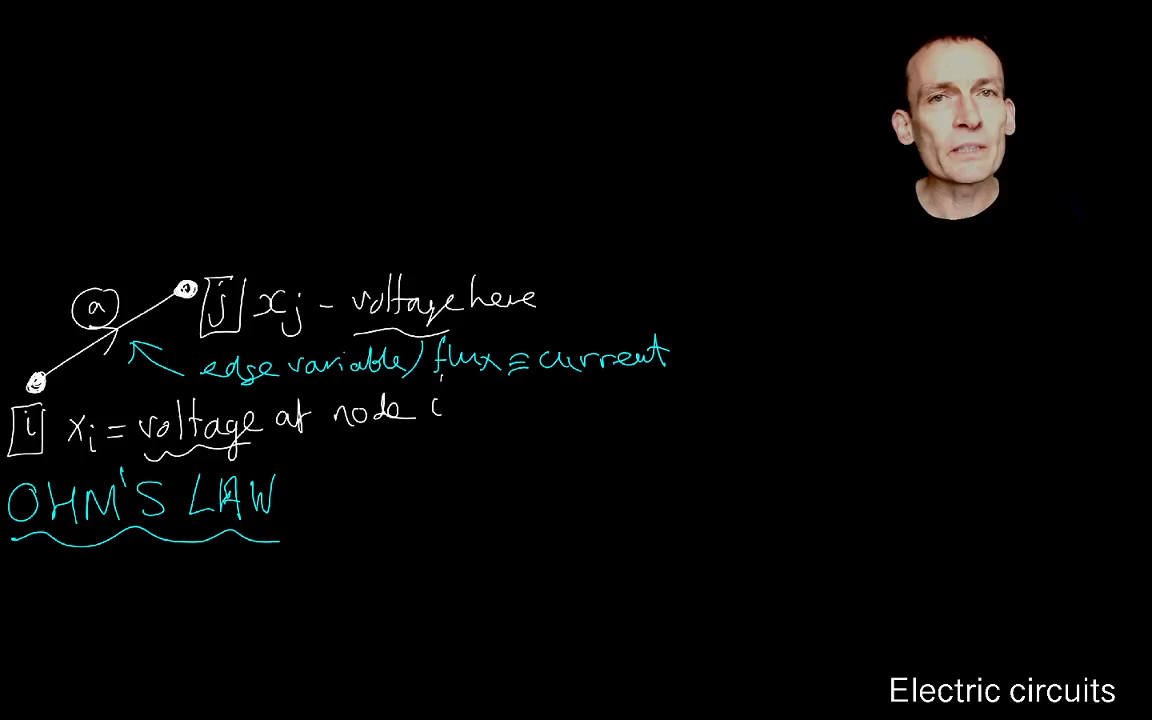 a
j xj - voltage here
edge variable/flux ≡ current
i xi = voltage at node i
OHM'S LAW
Electric circuits